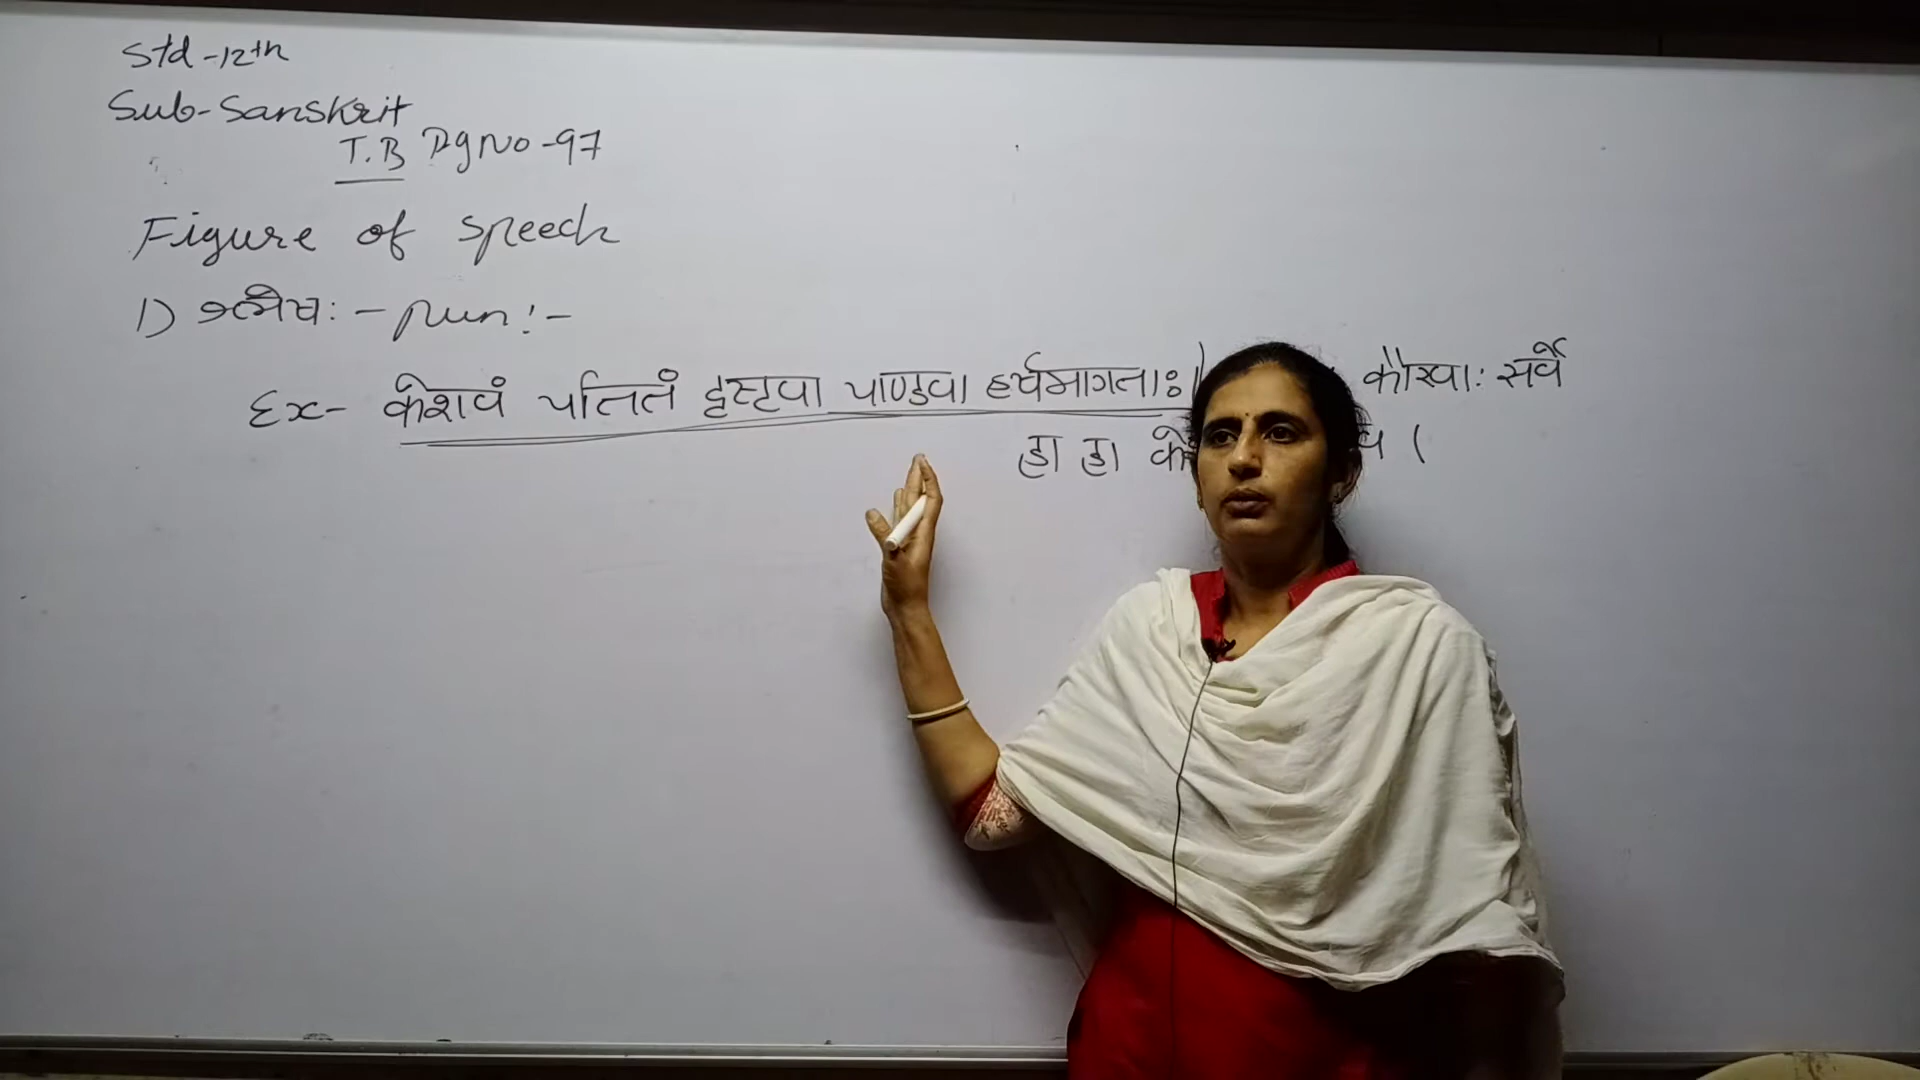 Std-12th
Sub-Sanskrit
T.B Pg No-97
Figure of speech
1) श्लेष: - pun:-
Ex- केशवं पतितं दृष्ट्वा पाण्डवा हर्षमागताः। कौरवा: सर्वे
हा हा के